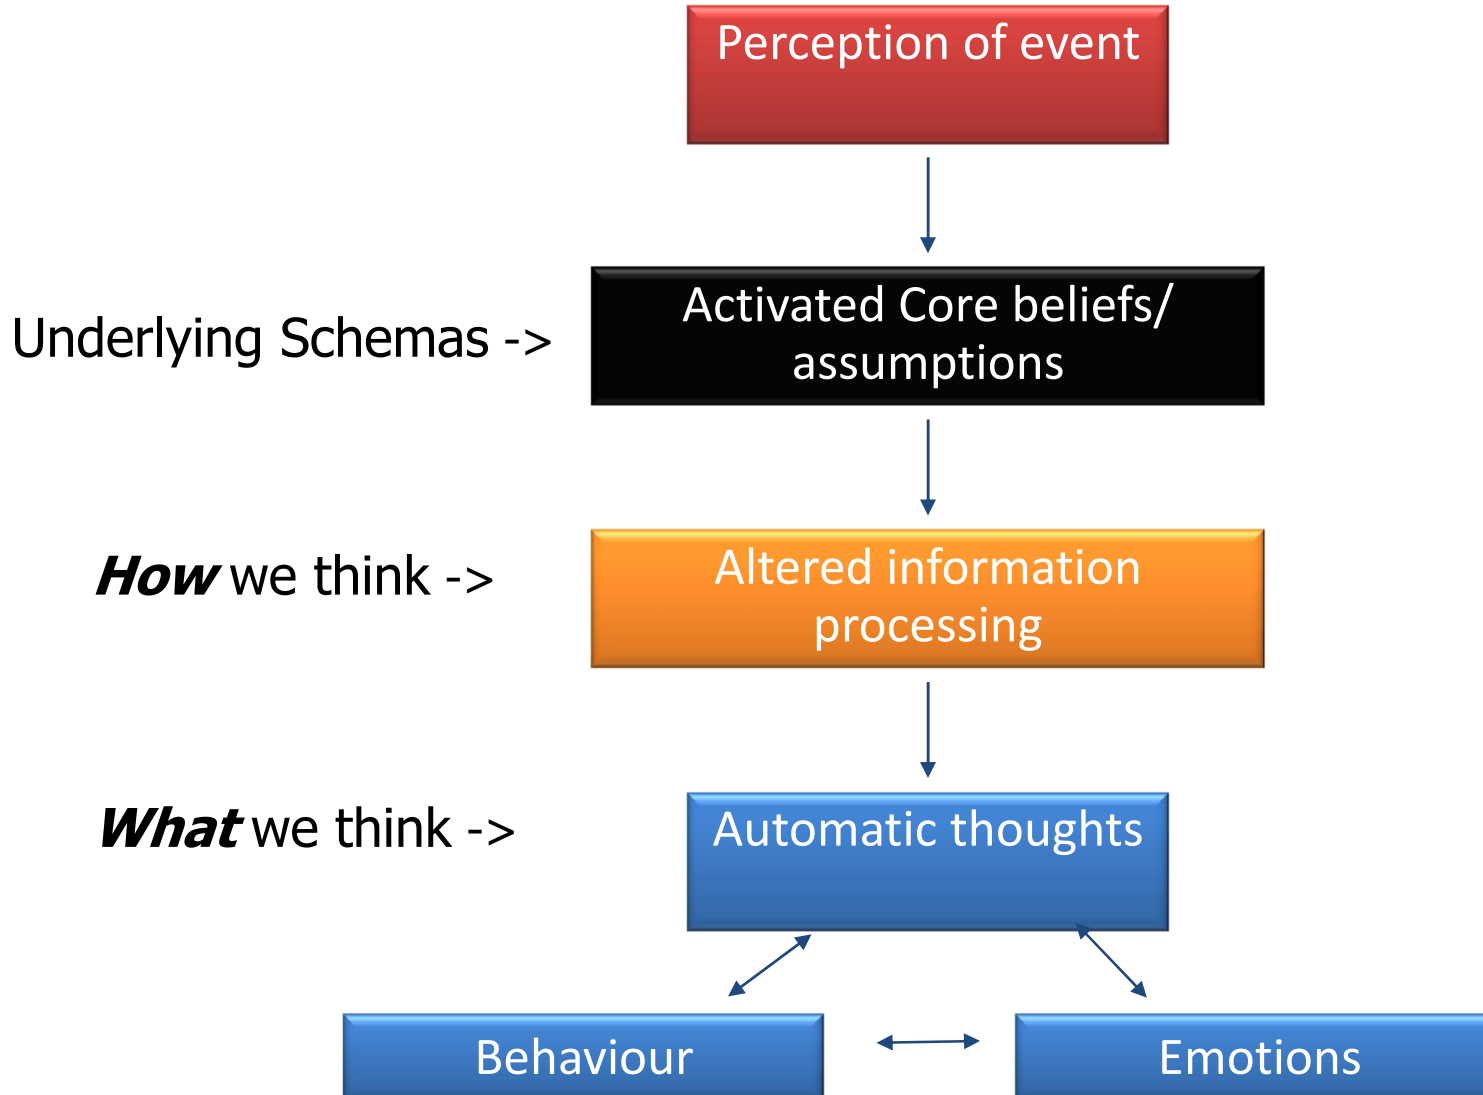 Perception of event
Underlying Schemas ->
Activated Core beliefs/
assumptions
How we think ->
Altered information
processing
What we think ->
Automatic thoughts
Behaviour
Emotions